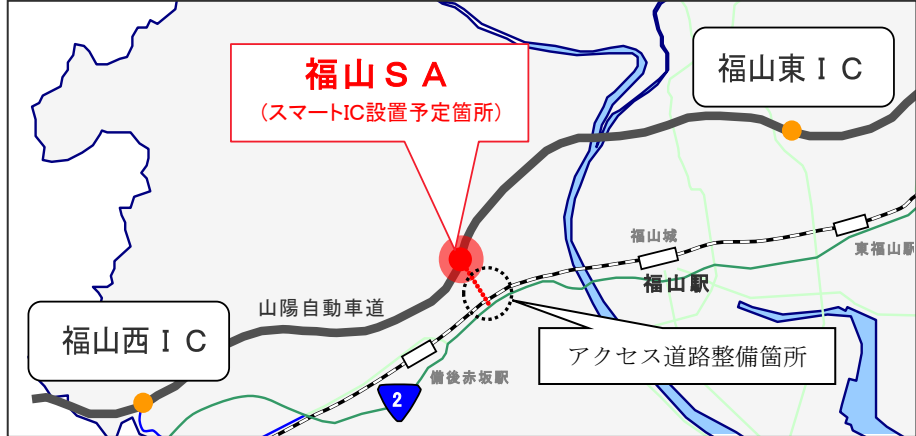 福山ＳＡ
（スマートIC設置予定箇所）
福山東ＩＣ
福山城
東福山駅
福山駅
山陽自動車道
福山西ＩＣ
アクセス道路整備箇所
備後赤坂駅
2